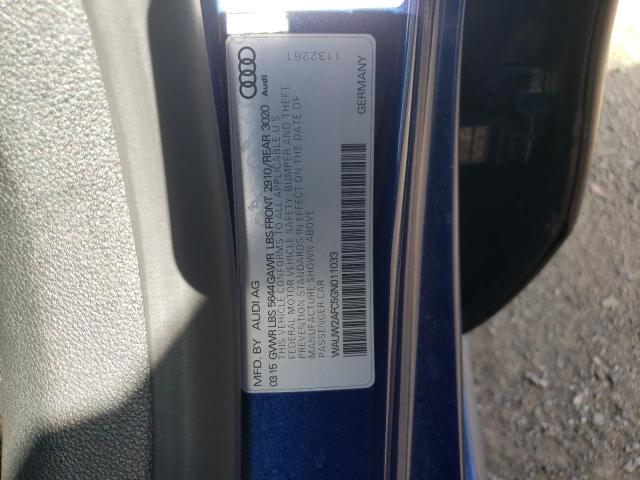 1132261
Audi
MFD. BY AUDI AG
03 15 GVWR LBS 5644 GAWR LBS FRONT 2910/REAR 3020
THIS VEHICLE CONFORMS TO ALL APPLICABLE U.S.
FEDERAL MOTOR VEHICLE SAFETY, BUMPER AND THEFT
PREVENTION STANDARDS IN EFFECT ON THE DATE OF
MANUFACTURE SHOWN ABOVE
PASSENGER CAR
WAUW2AFC5GN011033
GERMANY